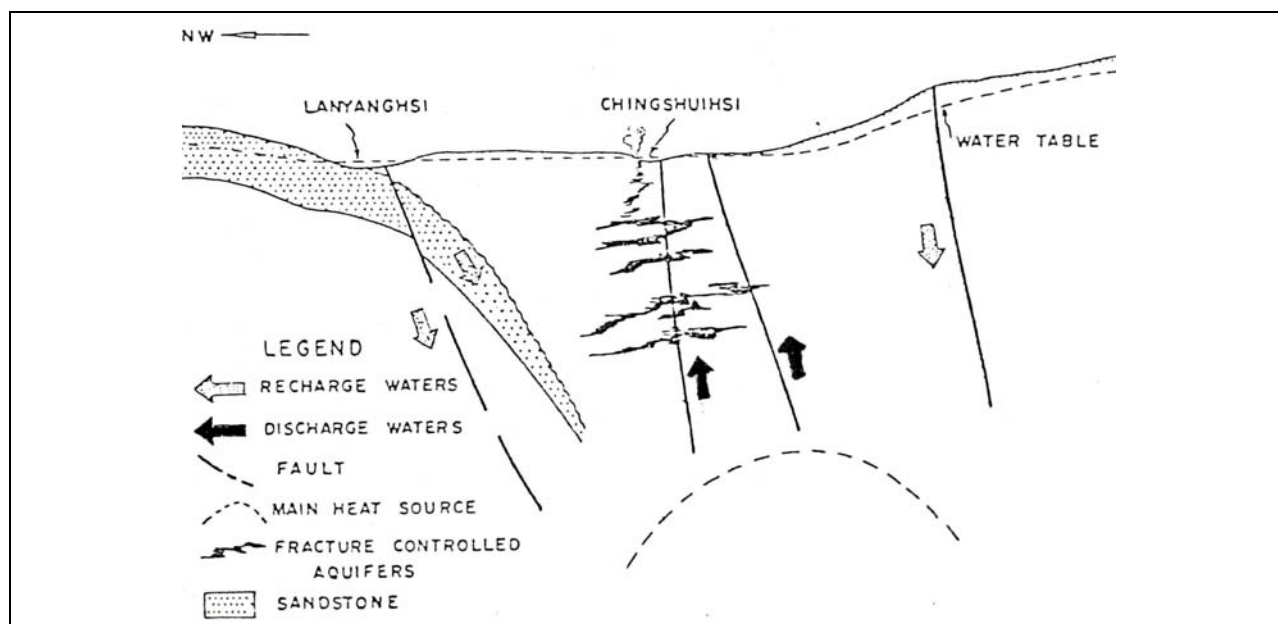 NW
LANYANGHSI
CHINGSHUIHSI
WATER TABLE
LEGEND
RECHARGE WATERS
DISCHARGE WATERS
FAULT
MAIN HEAT SOURCE
FRACTURE CONTROLLED
AQUIFERS
SANDSTONE